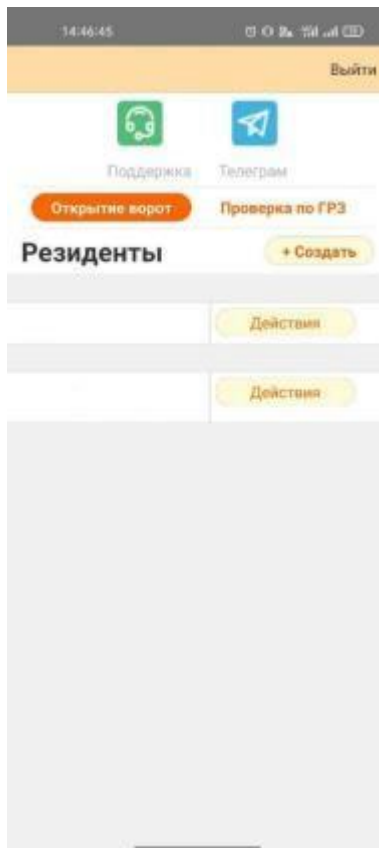 14:46:45
Выйти
Поддержка Телеграм
Открытие ворот Проверка по ГРЗ
Резиденты + Создать
Действия
Действия